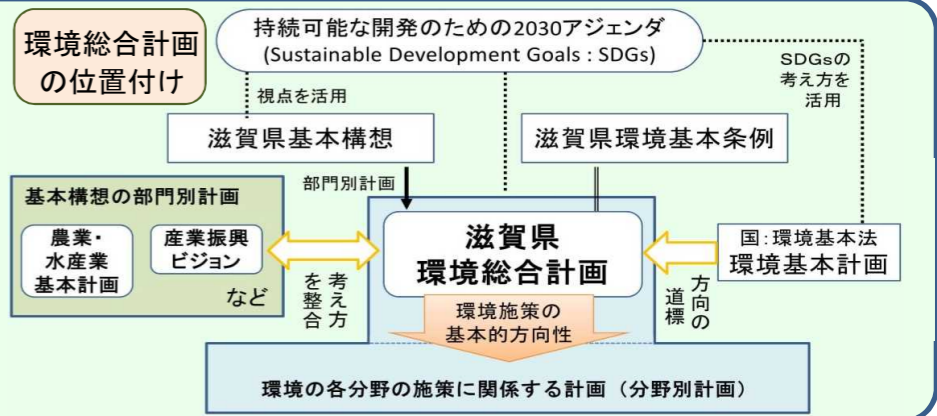 環境総合計画
の位置付け
持続可能な開発のための2030アジェンダ
(Sustainable Development Goals : SDGs)
SDGsの
考え方を
活用
視点を活用
滋賀県基本構想
滋賀県環境基本条例
部門別計画
基本構想の部門別計画
農業・
水産業
基本計画
産業振興
ビジョン
など
考え方
を整合
滋賀県
環境総合計画
国:環境基本法
環境基本計画
方向の
道標
環境施策の
基本的方向性
環境の各分野の施策に関係する計画（分野別計画）